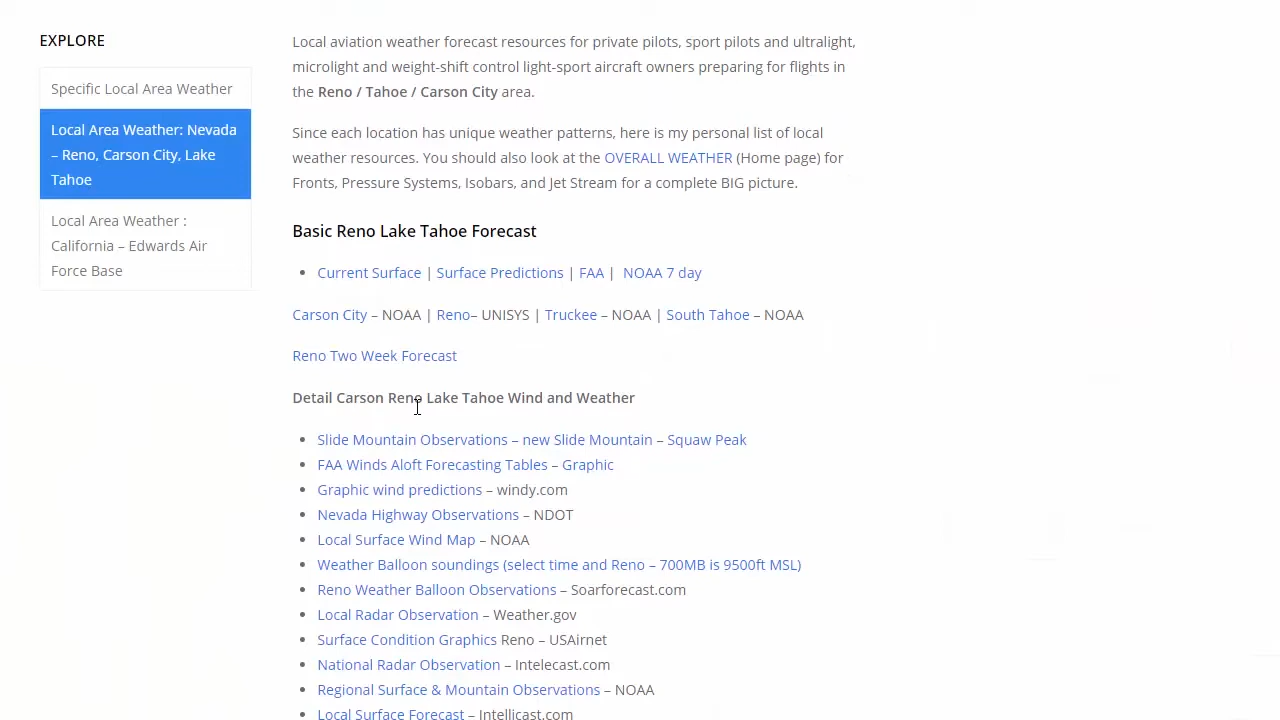 EXPLORE
Specific Local Area Weather
Local Area Weather: Nevada
– Reno, Carson City, Lake
Tahoe
Local Area Weather :
California – Edwards Air
Force Base
Local aviation weather forecast resources for private pilots, sport pilots and ultralight,
microlight and weight-shift control light-sport aircraft owners preparing for flights in
the Reno / Tahoe / Carson City area.
Since each location has unique weather patterns, here is my personal list of local
weather resources. You should also look at the OVERALL WEATHER (Home page) for
Fronts, Pressure Systems, Isobars, and Jet Stream for a complete BIG picture.
Basic Reno Lake Tahoe Forecast
• Current Surface | Surface Predictions | FAA | NOAA 7 day
Carson City – NOAA | Reno– UNISYS | Truckee – NOAA | South Tahoe – NOAA
Reno Two Week Forecast
Detail Carson Reno Lake Tahoe Wind and Weather
• Slide Mountain Observations – new Slide Mountain – Squaw Peak
• FAA Winds Aloft Forecasting Tables – Graphic
• Graphic wind predictions – windy.com
• Nevada Highway Observations – NDOT
• Local Surface Wind Map – NOAA
• Weather Balloon soundings (select time and Reno – 700MB is 9500ft MSL)
• Reno Weather Balloon Observations – Soarforecast.com
• Local Radar Observation – Weather.gov
• Surface Condition Graphics Reno – USAirnet
• National Radar Observation – Intelecast.com
• Regional Surface & Mountain Observations – NOAA
• Local Surface Forecast – Intellicast.com